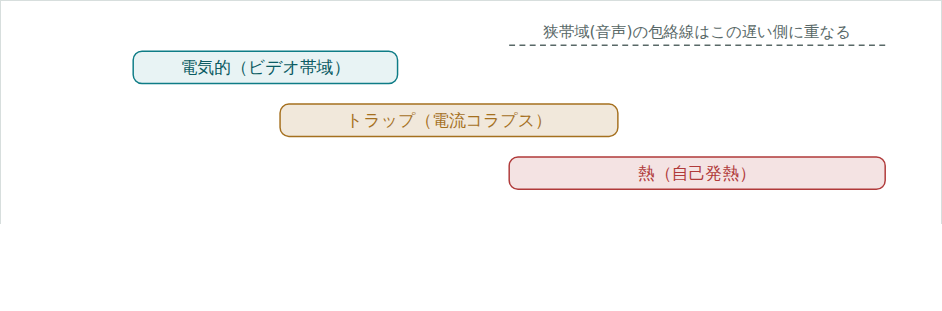 狭帯域(音声)の包絡線はこの遅い側に重なる
電気的（ビデオ帯域）
トラップ（電流コラプス）
熱（自己発熱）